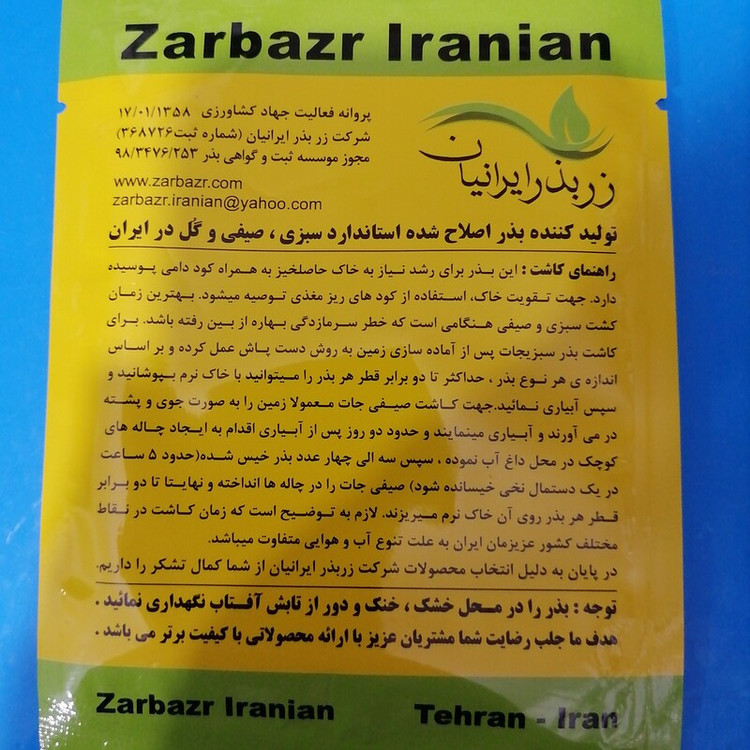 Zarbazr Iranian
پروانه فعالیت جهاد کشاورزی ۱۷/۰۱/۱۳۵۸
شرکت زر بذر ایرانیان (شماره ثبت۳۶۸۷۲۶)
مجوز موسسه ثبت و گواهی بذر ۹۸/۳۴۷۶/۲۵۳
زر بذر ایرانیان
www.zarbazr.com
zarbazr.iranian@yahoo.com
تولید کننده بذر اصلاح شده استاندارد سبزی ، صیفی و گُل در ایران
راهنمای کاشت : این بذر برای رشد نیاز به خاک حاصلخیز به همراه کود دامی پوسیده
دارد. جهت تقویت خاک، استفاده از کود های ریز مغذی توصیه میشود. بهترین زمان
کشت سبزی و صیفی هنگامی است که خطر سرمازدگی بهاره از بین رفته باشد. برای
کاشت بذر سبزیجات پس از آماده سازی زمین به روش دست پاش عمل کرده و بر اساس
اندازه ی هر نوع بذر ، حداکثر تا دو برابر قطر هر بذر را میتوانید با خاک نرم بپوشانید و
سپس آبیاری نمائید.جهت کاشت صیفی جات معمولا زمین را به صورت جوی و پشته
در می آورند و آبیاری مینمایند و حدود دو روز پس از آبیاری اقدام به ایجاد چاله های
کوچک در محل داغ آب نموده ، سپس سه الی چهار عدد بذر خیس شده(حدود ۵ ساعت
در یک دستمال نخی خیسانده شود) صیفی جات را در چاله ها انداخته و نهایتا تا دو برابر
قطر هر بذر روی آن خاک نرم میریزند. لازم به توضیح است که زمان کاشت در نقاط
مختلف کشور عزیزمان ایران به علت تنوع آب و هوایی متفاوت میباشد.
در پایان به دلیل انتخاب محصولات شرکت زربذر ایرانیان از شما کمال تشکر را داریم.
توجه : بذر را در محل خشک ، خنک و دور از تابش آفتاب نگهداری نمائید .
هدف ما جلب رضایت شما مشتریان عزیز با ارائه محصولاتی با کیفیت برتر می باشد .
Zarbazr Iranian
Tehran - Iran